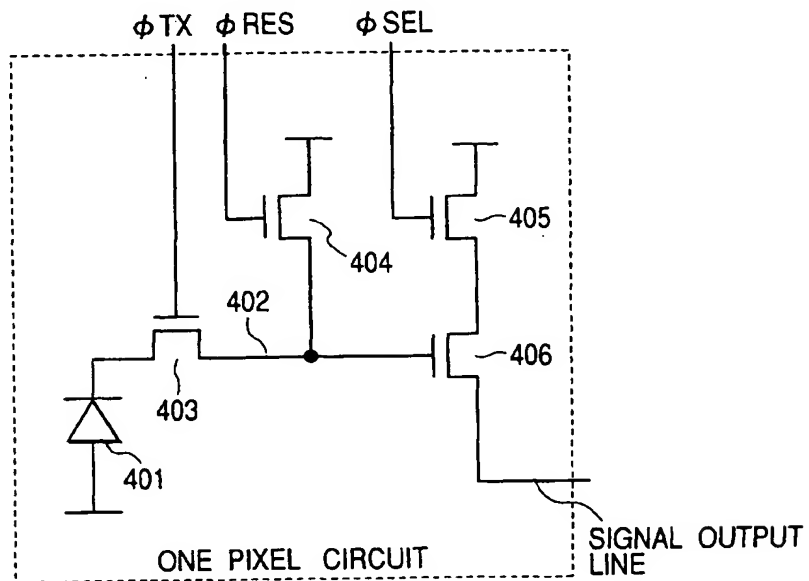 ϕTX ϕRES ϕSEL
405
404
402
406
403
401
SIGNAL OUTPUT
LINE
ONE PIXEL CIRCUIT